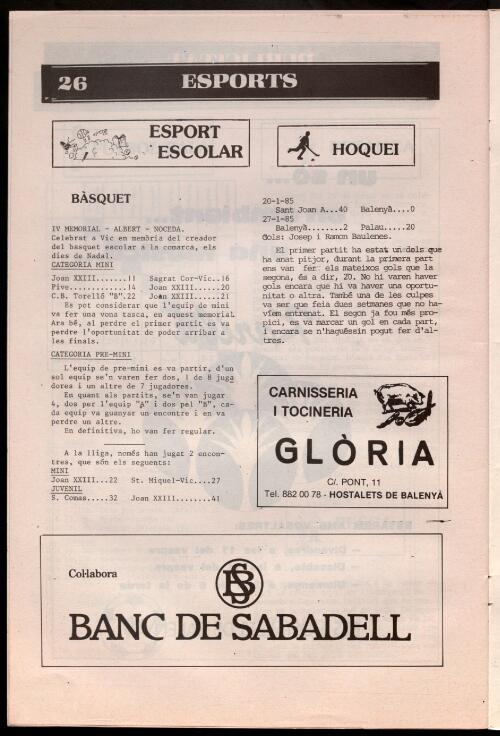 26
ESPORTS
ESPORT
ESCOLAR
BÀSQUET
IV MEMORIAL - ALBERT - NOCEDA.
Celebrat a Vic en memòria del creador
del basquet escolar a la comarca, els
dies de Nadal.
CATEGORIA MINI
Joan XXIII.......11 Sagrat Cor-Vic..16
Pive.............14 Joan XXIII......20
C.B. Torelló "B".22 Joan XXIII......21
Es pot considerar que l'equip de mini
va fer una vona tasca, en aquest memorial
Ara bé, al perdre el primer partit es va
perdre l'oportunitat de poder arribar a
les finals.
CATEGORIA PRE-MINI
L'equip de pre-mini es va partir, d'un
sol equip se'n varen fer dos, 1 de 8 juga
dores i un altre de 7 jugadores.
En quant als partits, se'n van jugar
4, dos per l'equip "A" i dos pel "B", ca-
da equip va guanyar un encontre i en va
perdre un altre.
En definitiva, ho van fer regular.
A la lliga, només han jugat 2 encon-
tres, que són els seguents:
MINI
Joan XXIII...22 St. Miquel-Vic....27
JUVENIL
S. Comas.....32 Joan XXIII........41
HOQUEI
20-1-85
Sant Joan A...40 Balenyà....0
27-1-85
Balenyà........2 Palau.....20
Gols: Josep i Ramon Baulenes.
El primer partit ha estat un dels que
ha anat pitjor, durant la primera part
ens van fer els mateixos gols que la
segona, és a dir, 20. No hi varen haver
gols encara que hi va haver una oportu-
nitat o altra. També una de les culpes
va ser que feia dues setmanes que no ha-
víem entrenat. El segon ja fou més pro-
pici, es va marcar un gol en cada part,
i encara se n'haguéssin pogut fer d'al-
tres.
CARNISSERIA
I TOCINERIA
GLÒRIA
C/. PONT, 11
Tel. 882 00 78 - HOSTALETS DE BALENYÀ
Col·labora
BS
BANC DE SABADELL